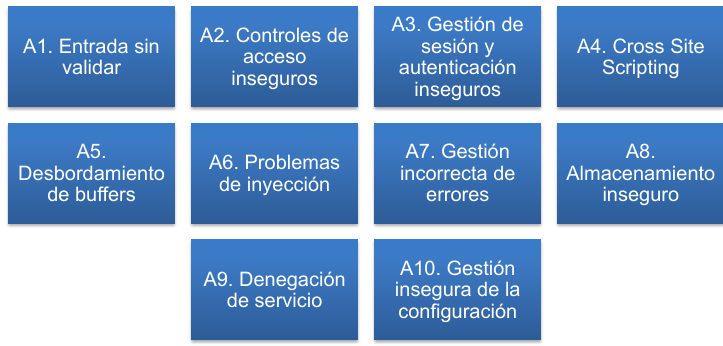 A1. Entrada sin
validar
A2. Controles de
acceso
inseguros
A3. Gestión de
sesión y
autenticación
inseguros
A4. Cross Site
Scripting
A5.
Desbordamiento
de buffers
A6. Problemas
de inyección
A7. Gestión
incorrecta de
errores
A8.
Almacenamiento
inseguro
A9. Denegación
de servicio
A10. Gestión
insegura de la
configuración